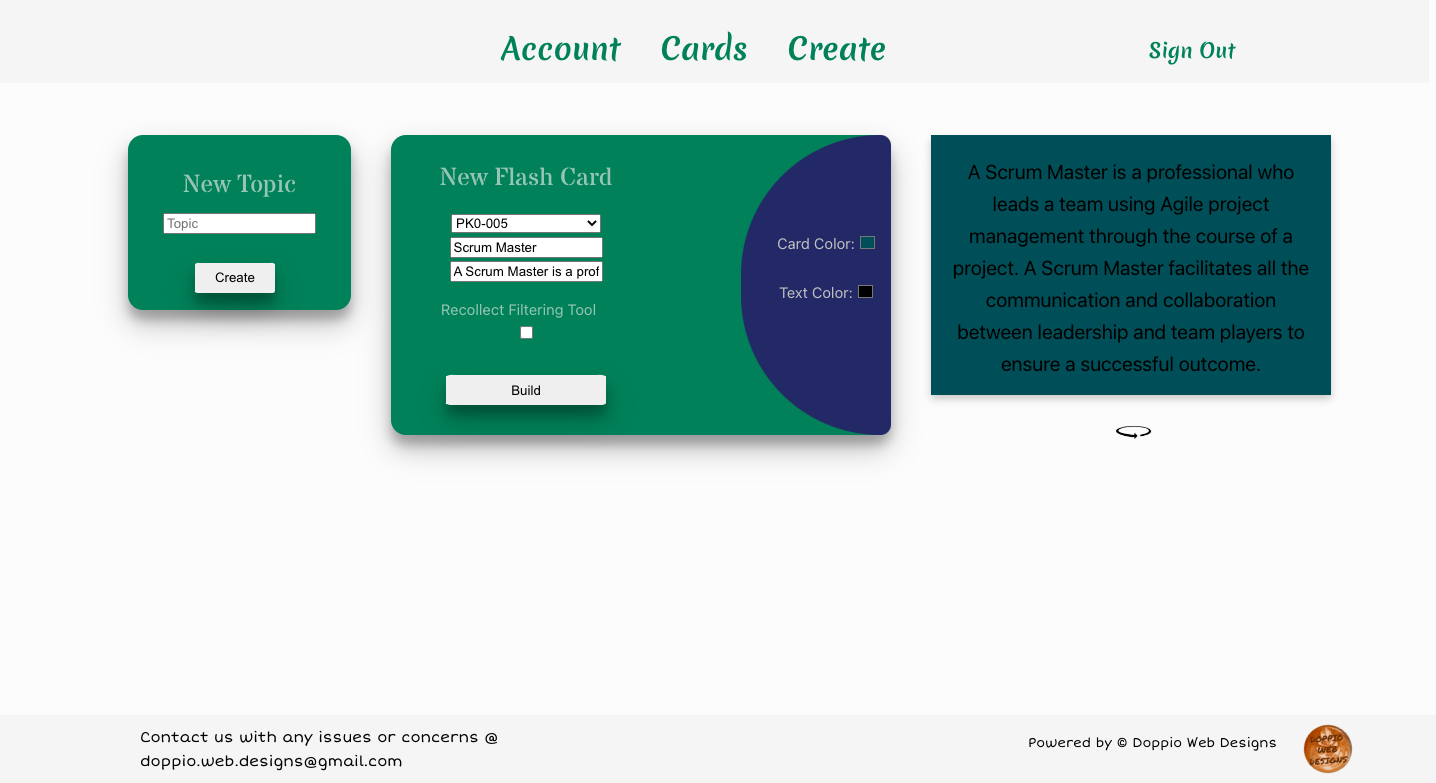 Account Cards Create Sign Out
New Topic
Topic
Create
New Flash Card
PK0-005
Scrum Master
A Scrum Master is a prof
Recollect Filtering Tool
Build
Card Color:
Text Color:
A Scrum Master is a professional who
leads a team using Agile project
management through the course of a
project. A Scrum Master facilitates all the
communication and collaboration
between leadership and team players to
ensure a successful outcome.
Contact us with any issues or concerns @
doppio.web.designs@gmail.com
Powered by © Doppio Web Designs
DOPPIO
WEB
DESIGNS